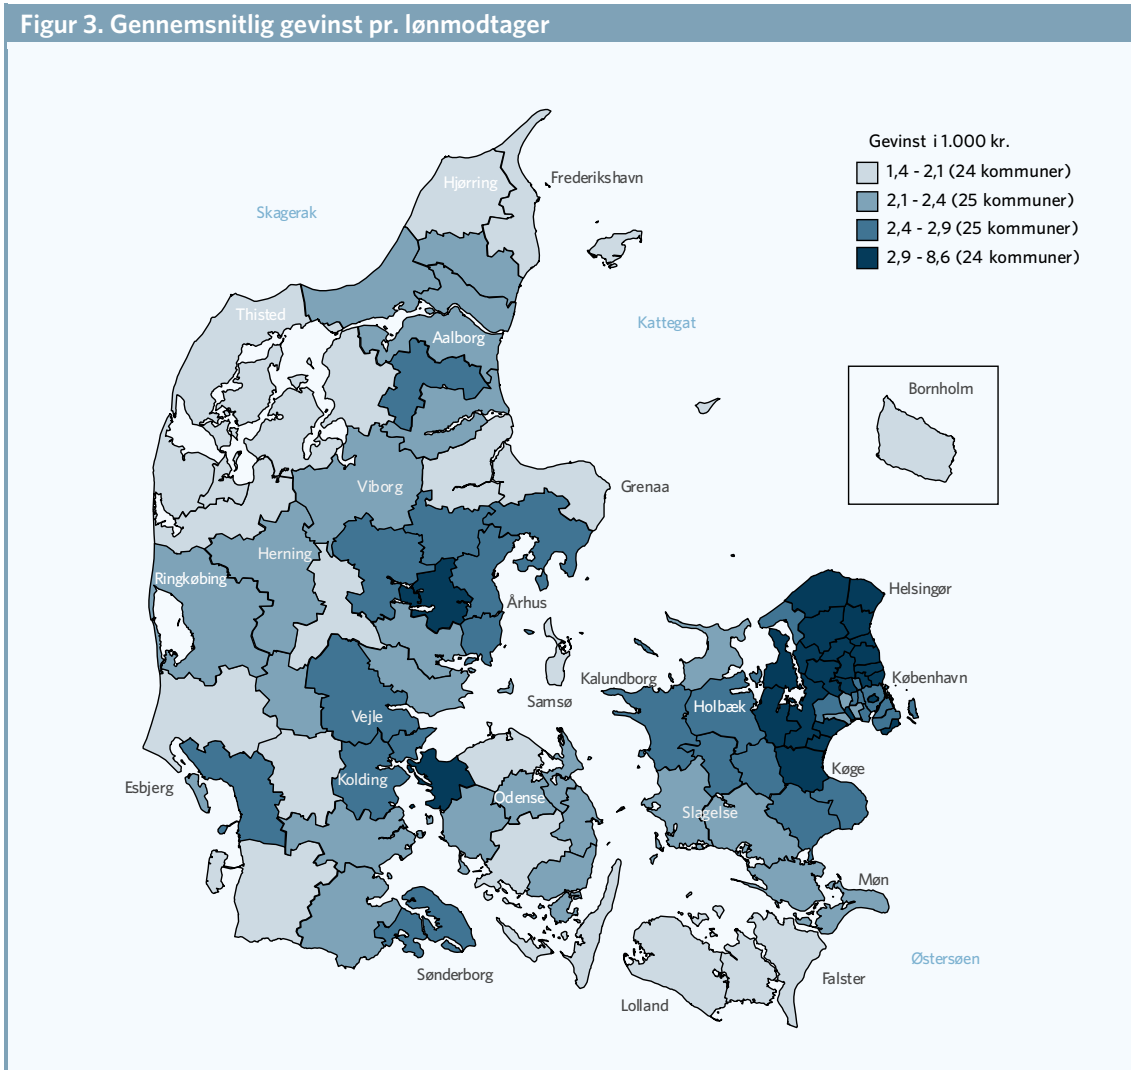 Figur 3. Gennemsnitlig gevinst pr. lønmodtager
Gevinst i 1.000 kr.
1,4 - 2,1 (24 kommuner)
2,1 - 2,4 (25 kommuner)
2,4 - 2,9 (25 kommuner)
2,9 - 8,6 (24 kommuner)
Hjørring
Frederikshavn
Skagerak
Thisted
Kattegat
Aalborg
Bornholm
Viborg
Grenaa
Herning
Ringkøbing
Århus
Helsingør
Kalundborg
København
Samsø
Holbæk
Vejle
Køge
Esbjerg
Kolding
Odense
Slagelse
Møn
Østersøen
Sønderborg
Falster
Lolland